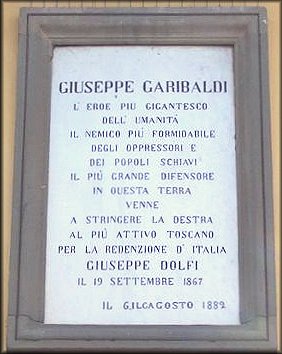 GIUSEPPE GARIBALDI
L'EROE PIÙ GIGANTESCO
DELL'UMANITÀ
IL NEMICO PIÙ FORMIDABILE
DEGLI OPPRESSORI E
DEI POPOLI SCHIAVI
IL PIÙ GRANDE DIFENSORE
IN QUESTA TERRA
VENNE
A STRINGERE LA DESTRA
AL PIÙ ATTIVO TOSCANO
PER LA REDENZIONE D'ITALIA
GIUSEPPE DOLFI
IL 19 SETTEMBRE 1867
IL AGOSTO 1882